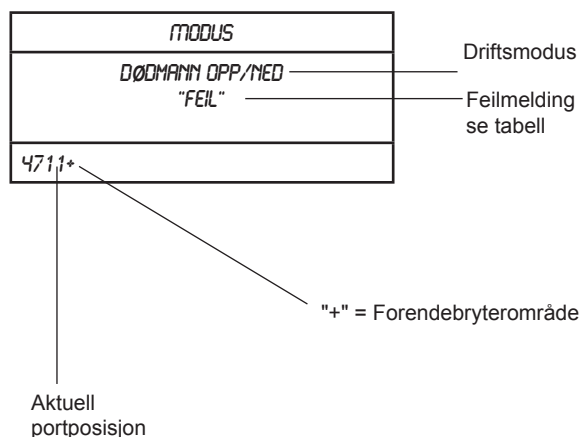 MODUS
DØDMANN OPP/NED
"FEIL"
4711+
Driftsmodus
Feilmelding
se tabell
"+" = Forendebryterområde
Aktuell
portposisjon